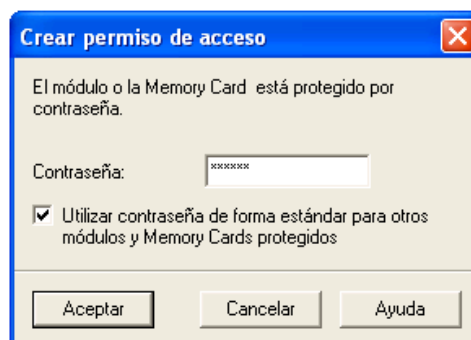 Crear permiso de acceso
El módulo o la Memory Card está protegido por
contraseña.
Contraseña:
xxxxxx
Utilizar contraseña de forma estándar para otros
módulos y Memory Cards protegidos
Aceptar Cancelar Ayuda